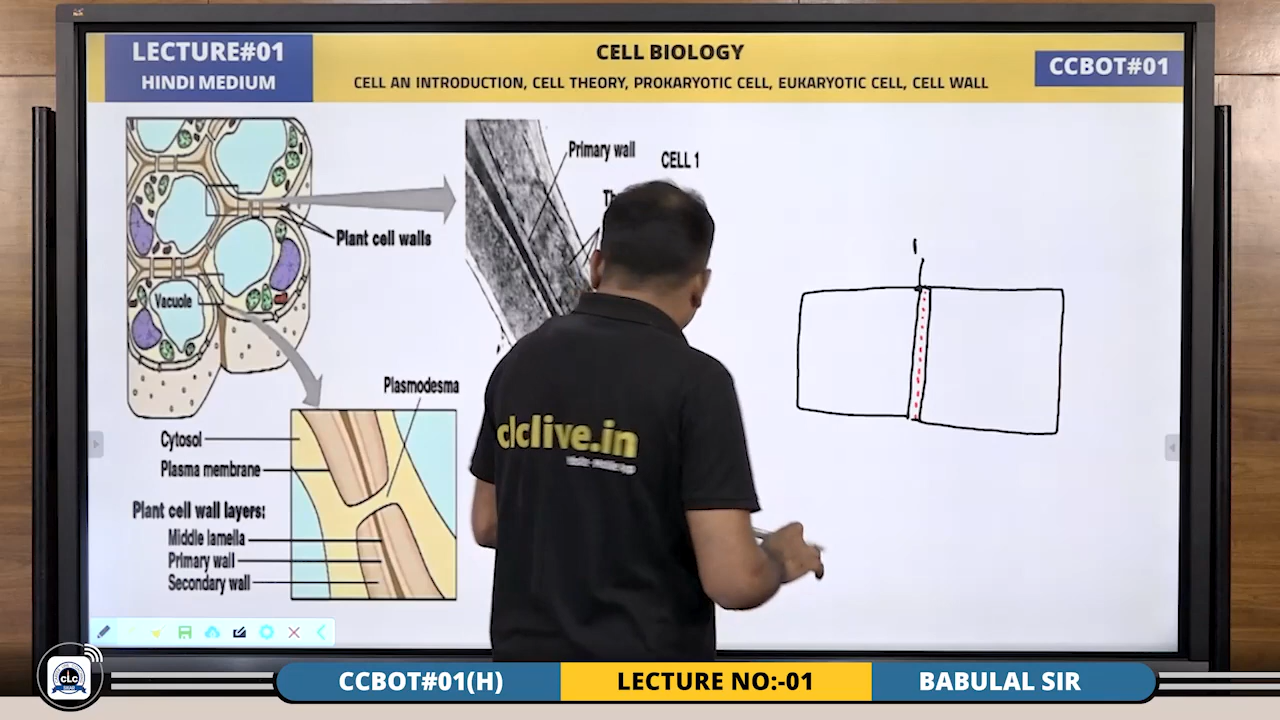 LECTURE#01
HINDI MEDIUM
CELL BIOLOGY
CELL AN INTRODUCTION, CELL THEORY, PROKARYOTIC CELL, EUKARYOTIC CELL, CELL WALL
CCBOT#01
Primary wall
CELL 1
Plant cell walls
Vacuole
Plasmodesma
Cytosol
Plasma membrane
Plant cell wall layers:
Middle lamella
Primary wall
Secondary wall
clclive.in
CLC
SIKAR
CCBOT#01(H)
LECTURE NO:-01
BABULAL SIR